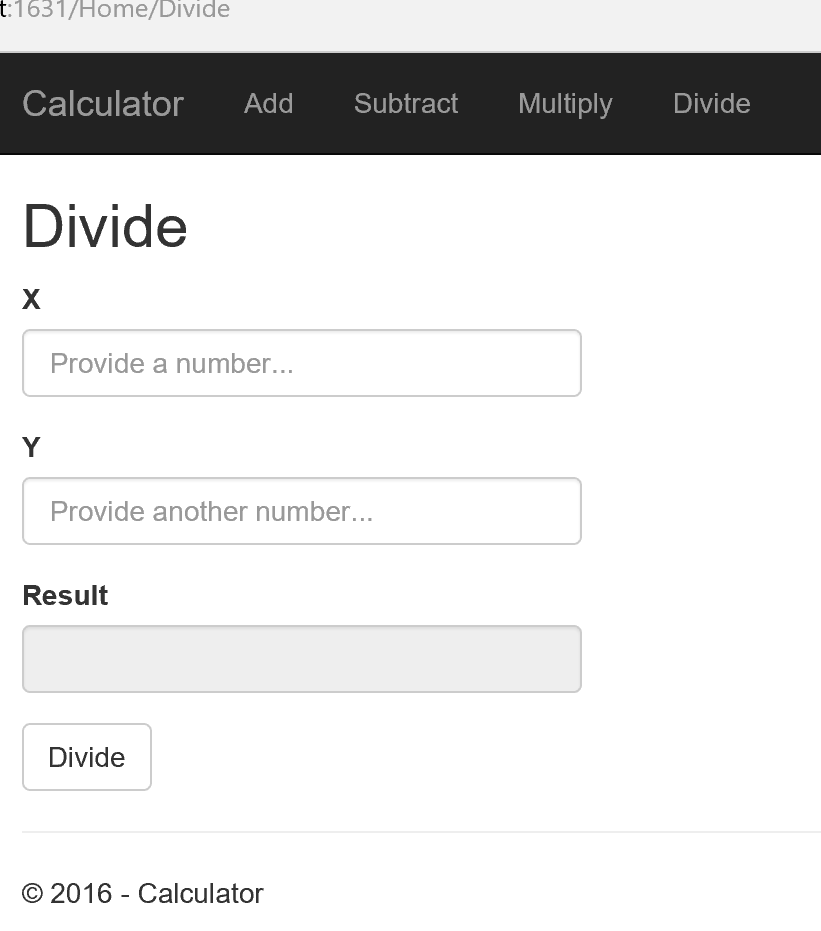 t:1631/Home/Divide
Calculator Add Subtract Multiply Divide
Divide
X
Provide a number...
Y
Provide another number...
Result
Divide
© 2016 - Calculator